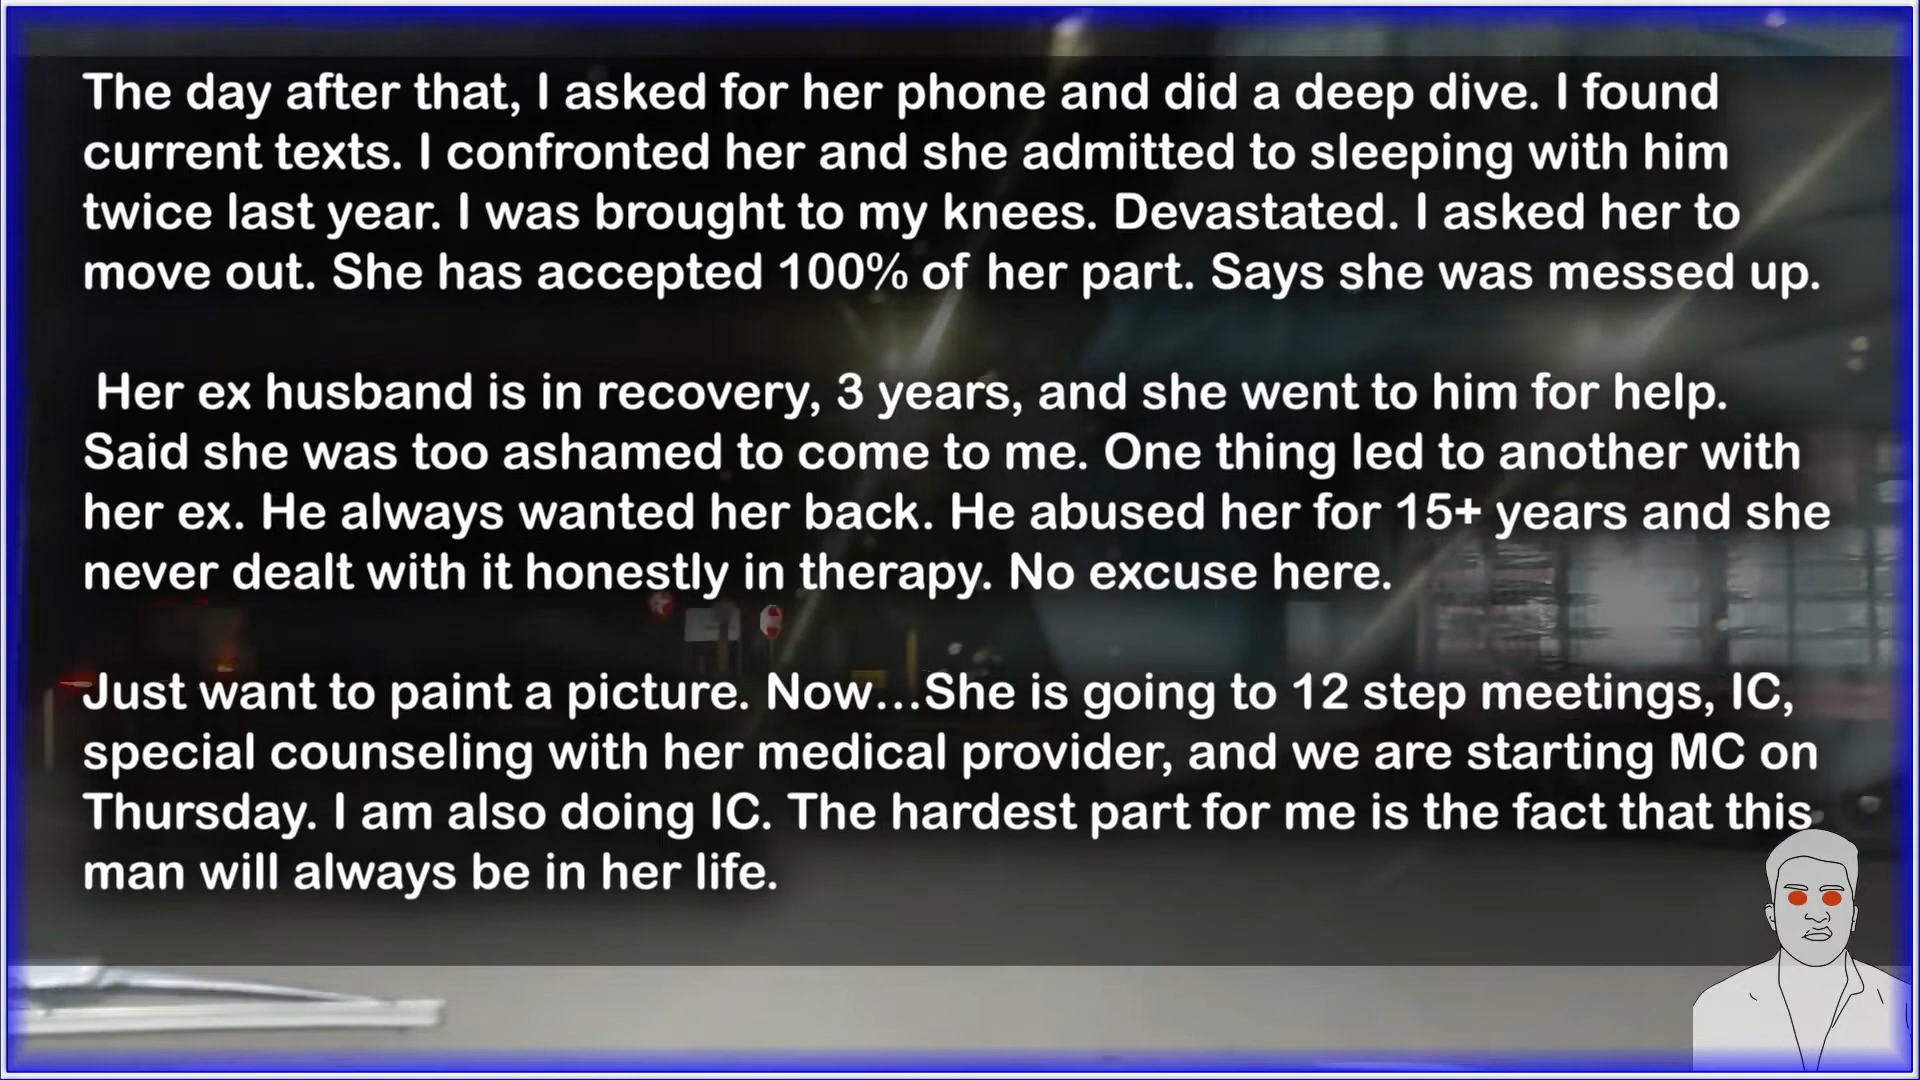 The day after that, I asked for her phone and did a deep dive. I found
current texts. I confronted her and she admitted to sleeping with him
twice last year. I was brought to my knees. Devastated. I asked her to
move out. She has accepted 100% of her part. Says she was messed up.
Her ex husband is in recovery, 3 years, and she went to him for help.
Said she was too ashamed to come to me. One thing led to another with
her ex. He always wanted her back. He abused her for 15+ years and she
never dealt with it honestly in therapy. No excuse here.
Just want to paint a picture. Now...She is going to 12 step meetings, IC,
special counseling with her medical provider, and we are starting MC on
Thursday. I am also doing IC. The hardest part for me is the fact that this
man will always be in her life.